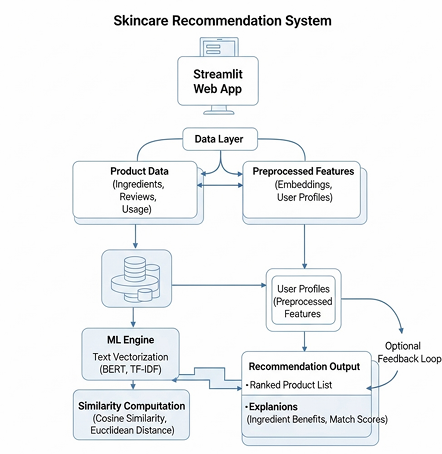 Skincare Recommendation System
Streamlit
Web App
Data Layer
Product Data
(Ingredients,
Reviews,
Usage)
Preprocessed Features
(Embeddings,
User Profiles)
User Profiles
(Preprocessed
Features
ML Engine
Text Vectorization
(BERT, TF-IDF)
Optional
Feedback Loop
Recommendation Output
• Ranked Product List
Similarity Computation
(Cosine Similarity,
Eucrlidean Distance)
• Explanions
(Ingredient Benefits, Match Scores)